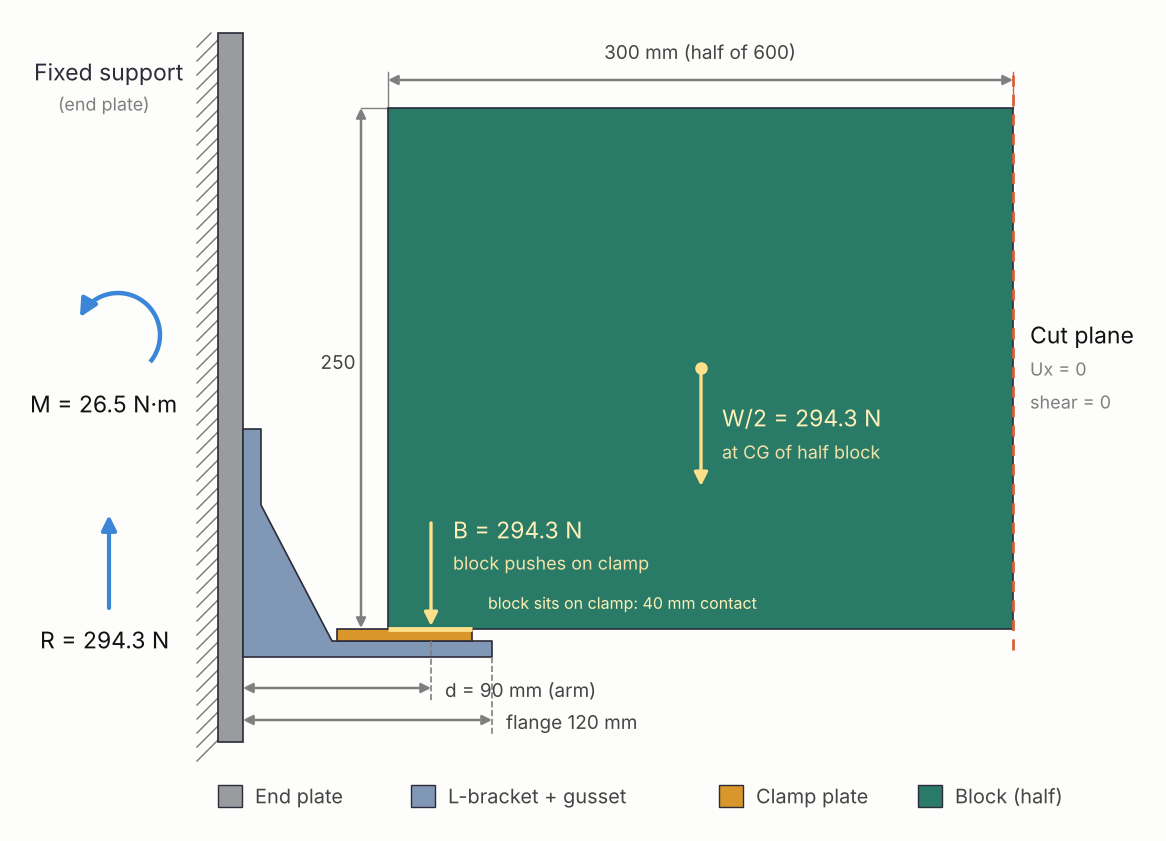 300 mm (half of 600)
Fixed support
(end plate)
250
Cut plane
Ux = 0
shear = 0
M = 26.5 N·m
W/2 = 294.3 N
at CG of half block
B = 294.3 N
block pushes on clamp
block sits on clamp: 40 mm contact
R = 294.3 N
d = 90 mm (arm)
flange 120 mm
End plate
L-bracket + gusset
Clamp plate
Block (half)